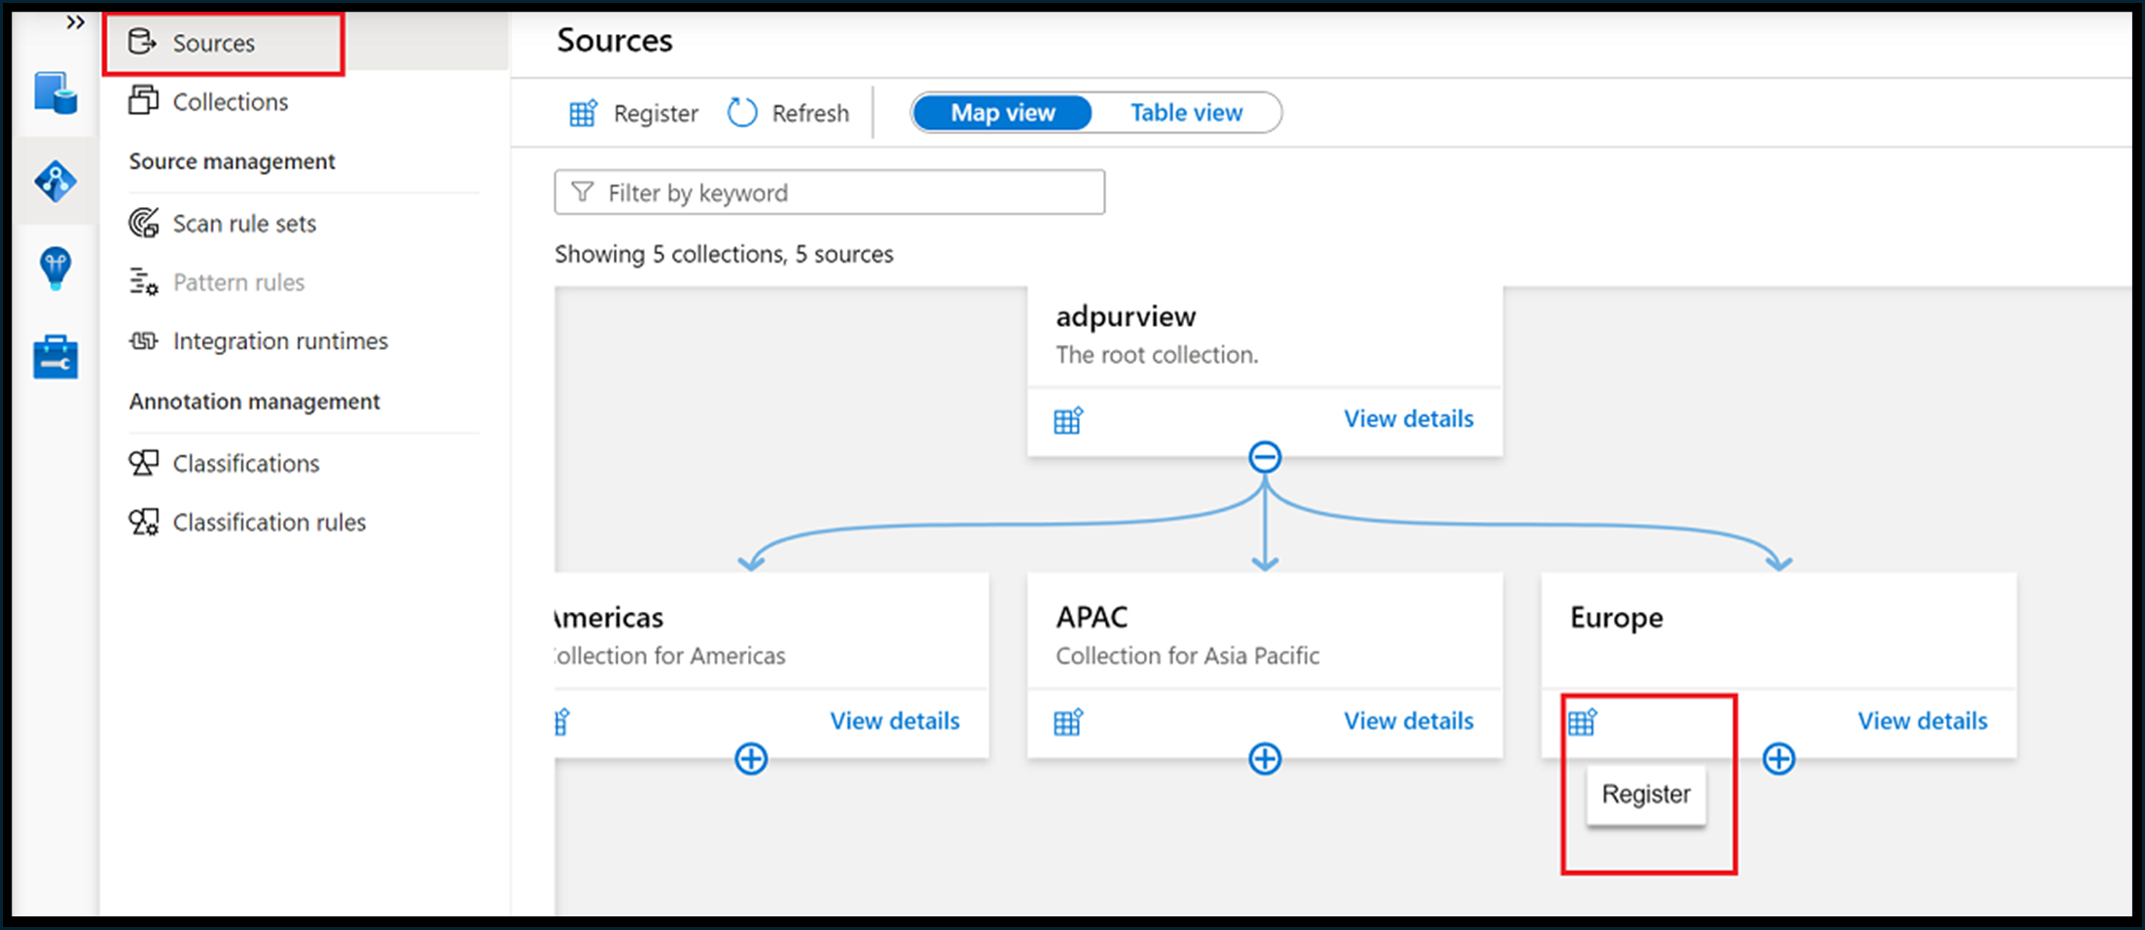 Sources
Collections
Source management
Scan rule sets
Pattern rules
Integration runtimes
Annotation management
Classifications
Classification rules
Sources
Register Refresh Map view Table view
Filter by keyword
Showing 5 collections, 5 sources
adpurview
The root collection.
View details
Americas
Collection for Americas
View details
APAC
Collection for Asia Pacific
View details
Europe
View details
Register